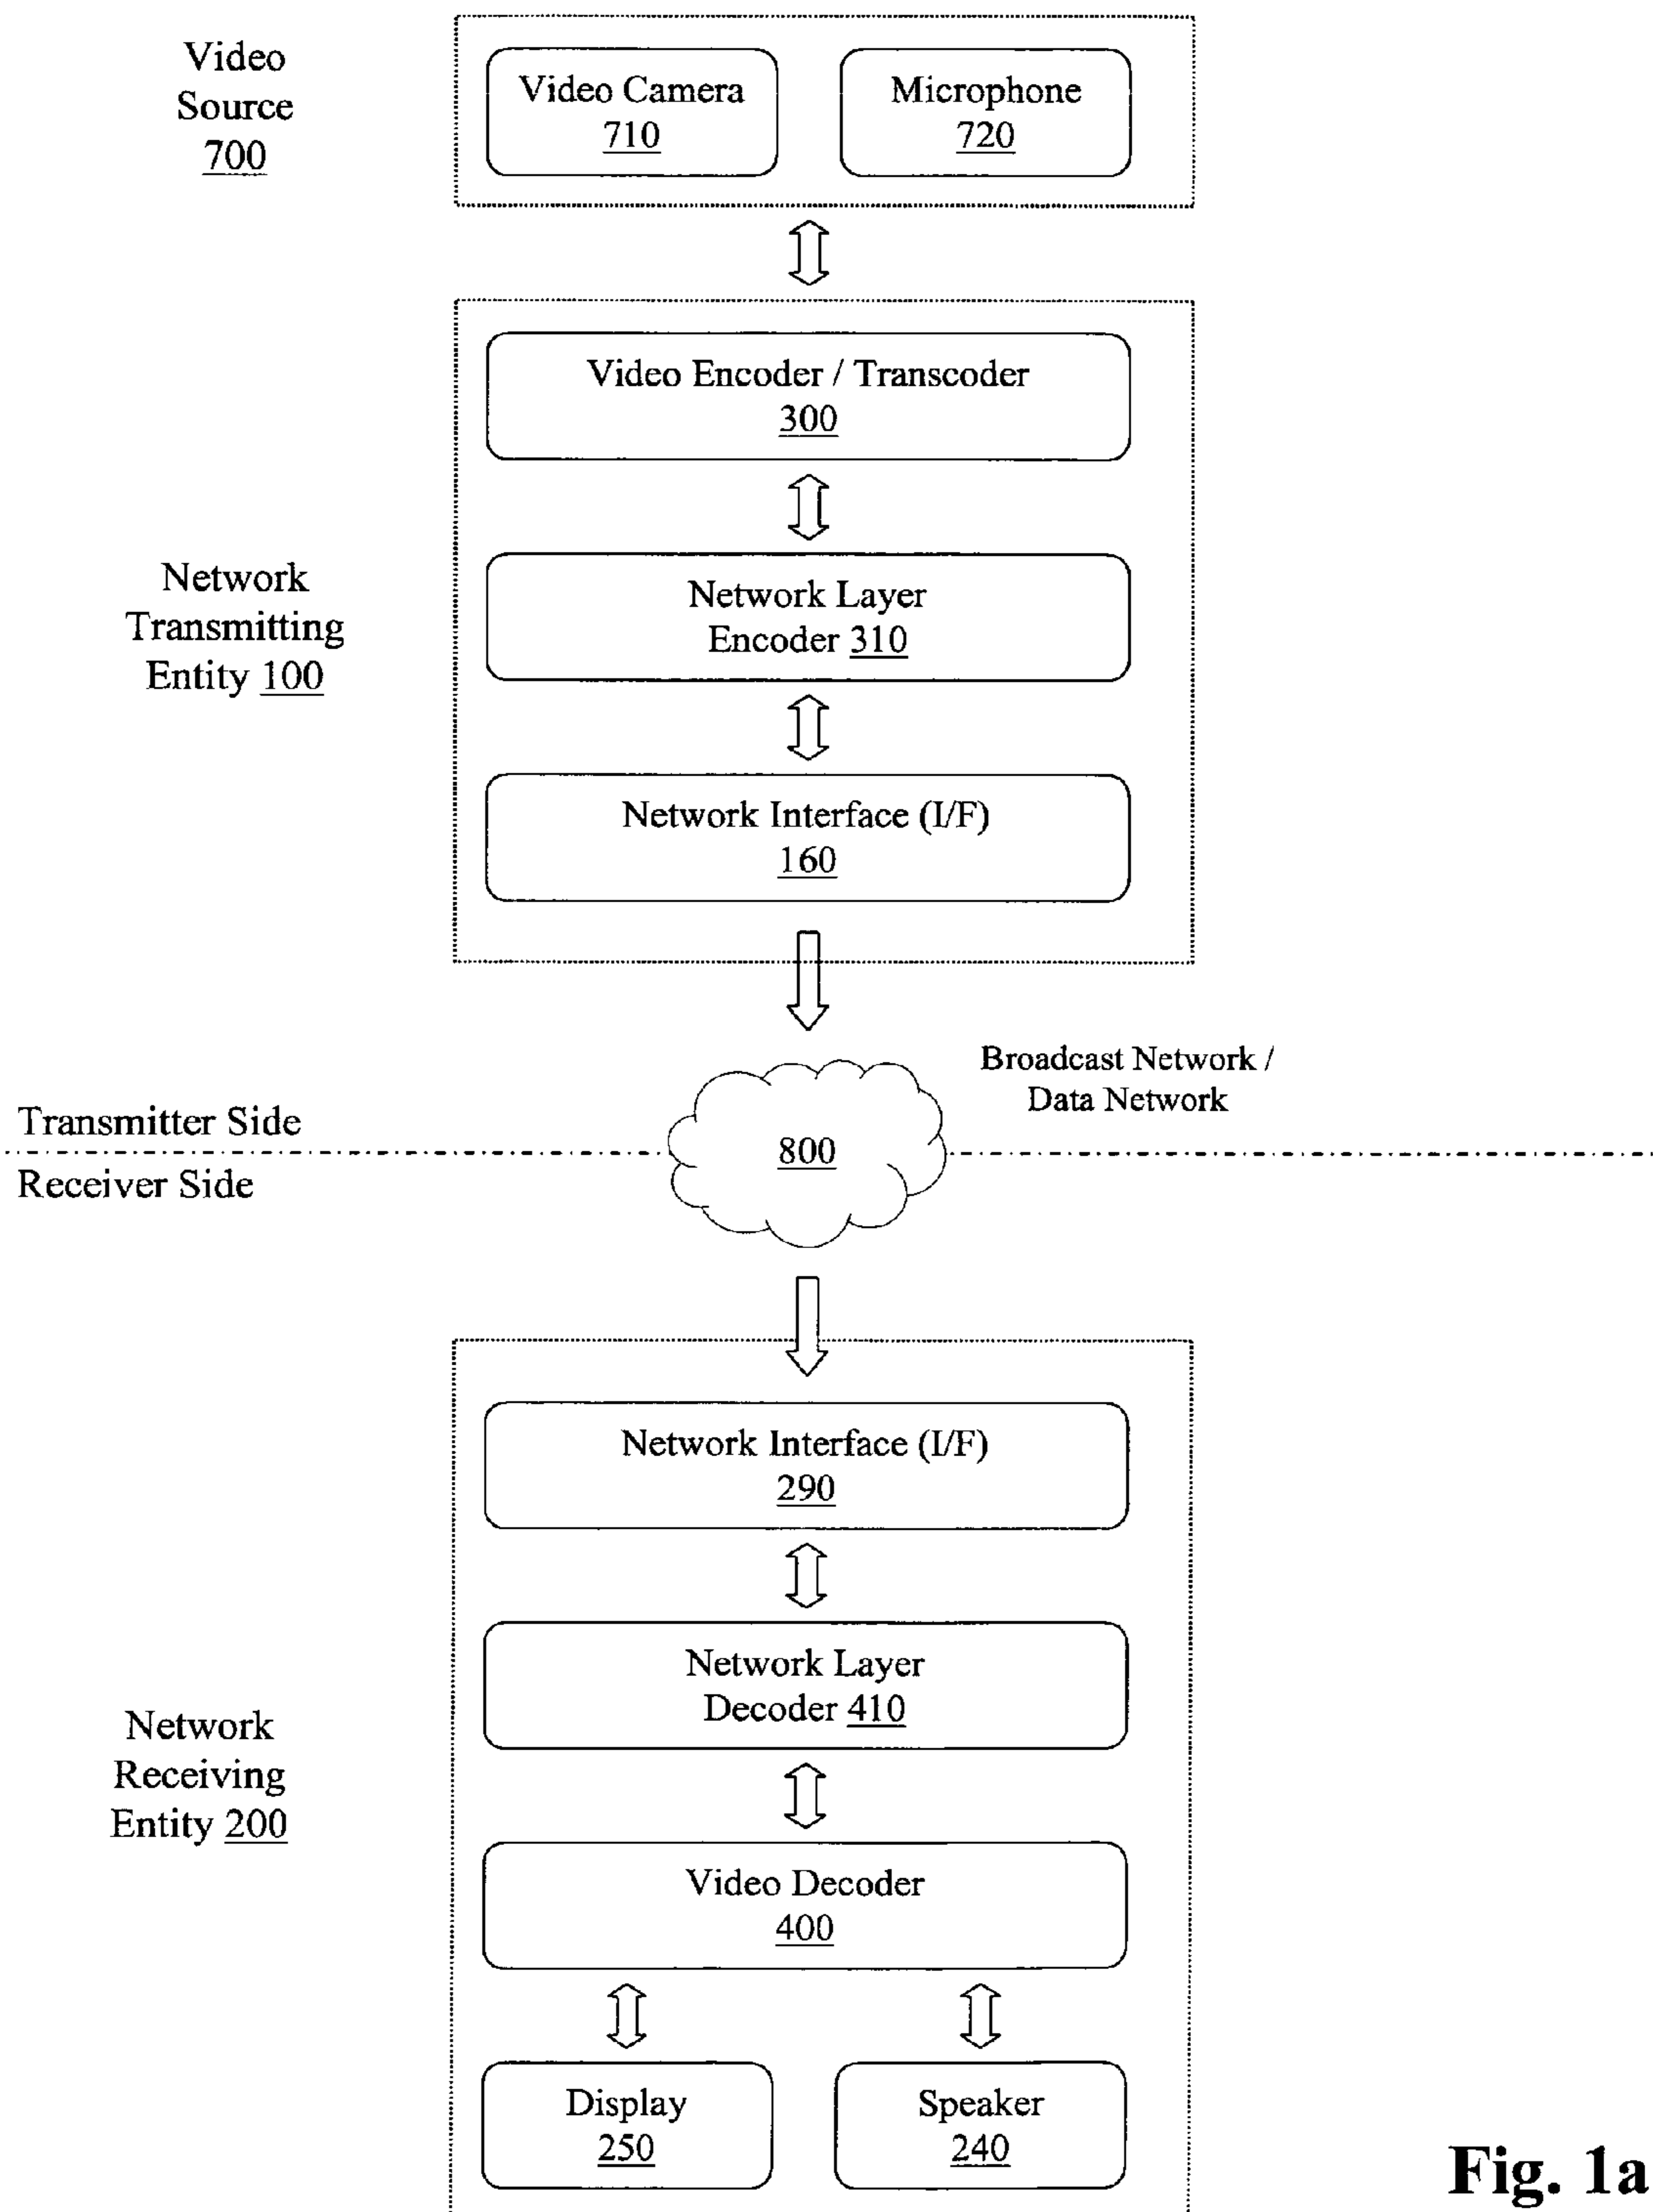 Video
Source
700
Video Camera
710
Microphone
720
Network
Transmitting
Entity 100
Video Encoder / Transcoder
300
Network Layer
Encoder 310
Network Interface (I/F)
160
Broadcast Network /
Data Network
Transmitter Side
800
Receiver Side
Network
Receiving
Entity 200
Network Interface (I/F)
290
Network Layer
Decoder 410
Video Decoder
400
Display
250
Speaker
240
Fig. 1a